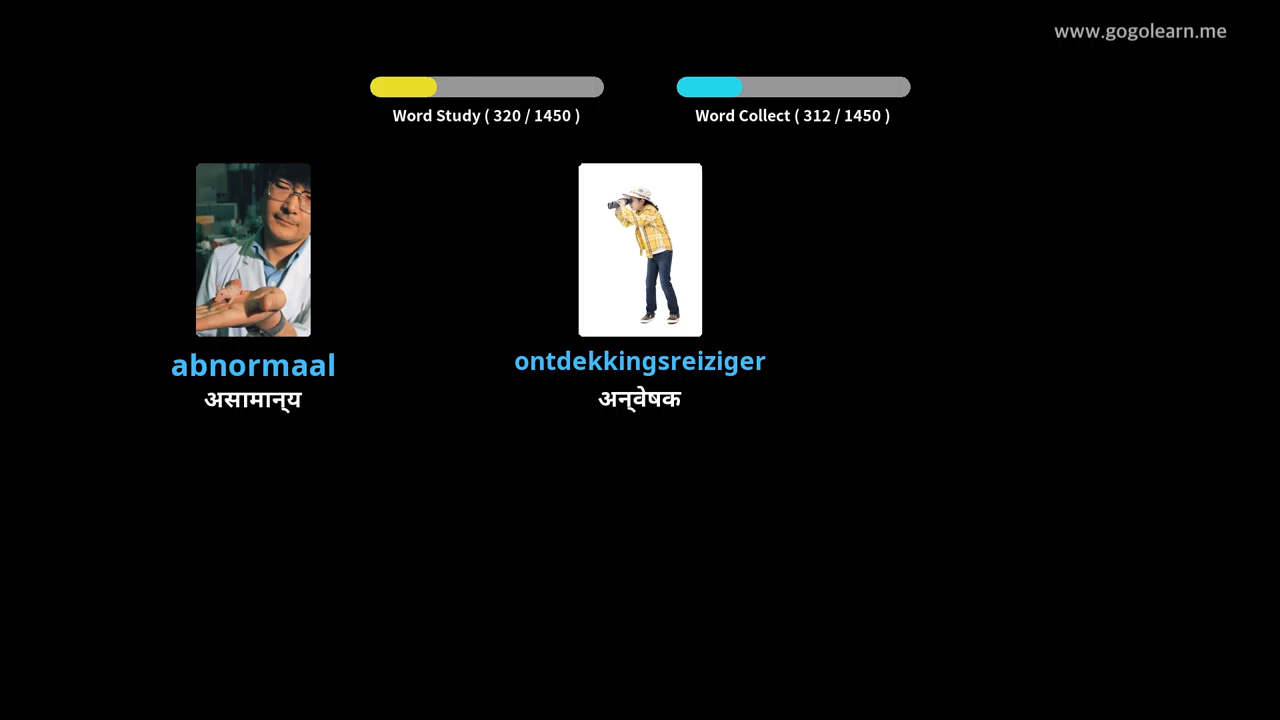 www.gogolearn.me
Word Study ( 320 / 1450 )
Word Collect ( 312 / 1450 )
abnormaal
असामान्‌य
ontdekkingsreiziger
अन्‌वेषक